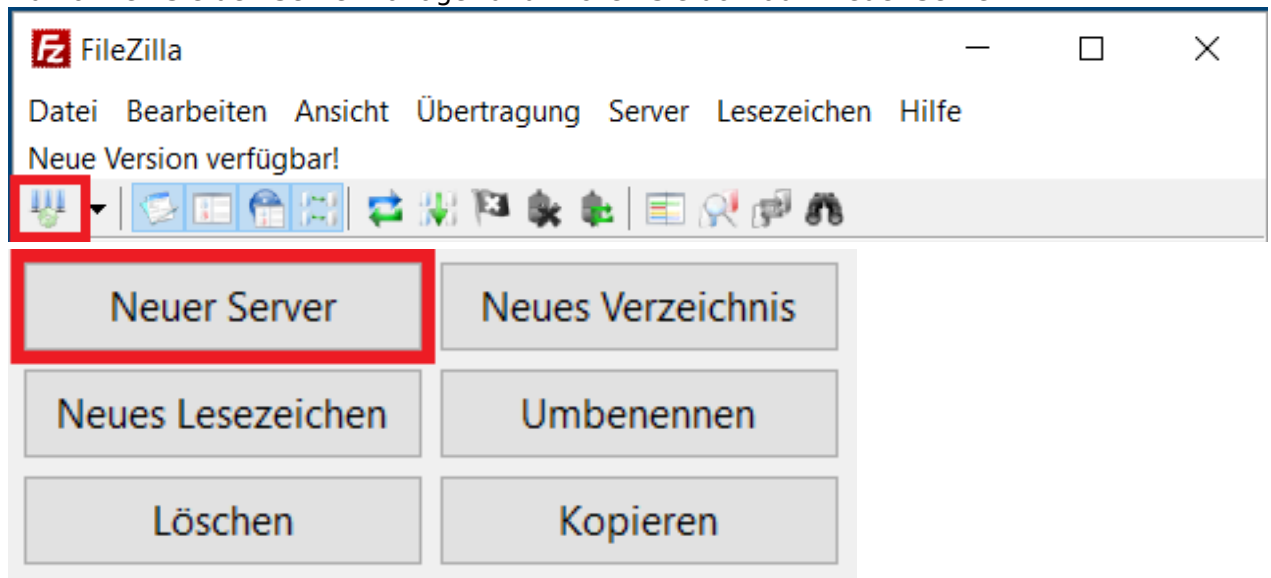 FileZilla
Datei Bearbeiten Ansicht Übertragung Server Lesezeichen Hilfe
Neue Version verfügbar!
Neuer Server Neues Verzeichnis
Neues Lesezeichen Umbenennen
Löschen Kopieren